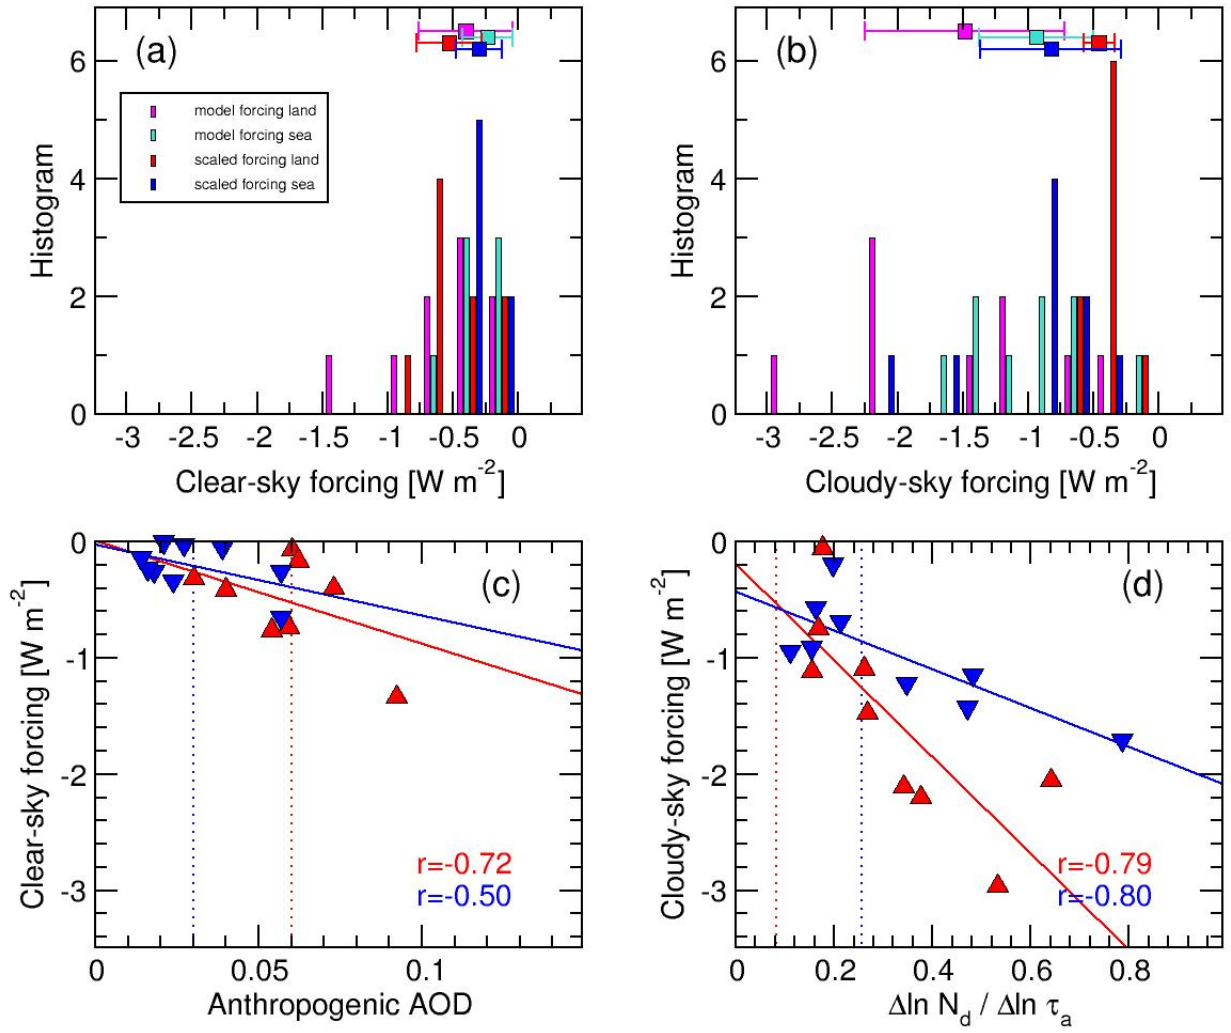 (a)
6
4
2
0
Histogram
model forcing land
model forcing sea
scaled forcing land
scaled forcing sea
-3 -2.5 -2 -1.5 -1 -0.5 0
Clear-sky forcing [W m-2]
(b)
6
4
2
0
Histogram
-3 -2.5 -2 -1.5 -1 -0.5 0
Cloudy-sky forcing [W m-2]
(c)
0
-1
-2
-3
Clear-sky forcing [W m-2]
r=-0.72
r=-0.50
0 0.05 0.1
Anthropogenic AOD
(d)
0
-1
-2
-3
Cloudy-sky forcing [W m-2]
r=-0.79
r=-0.80
0 0.2 0.4 0.6 0.8
Δln Nd / Δln τa